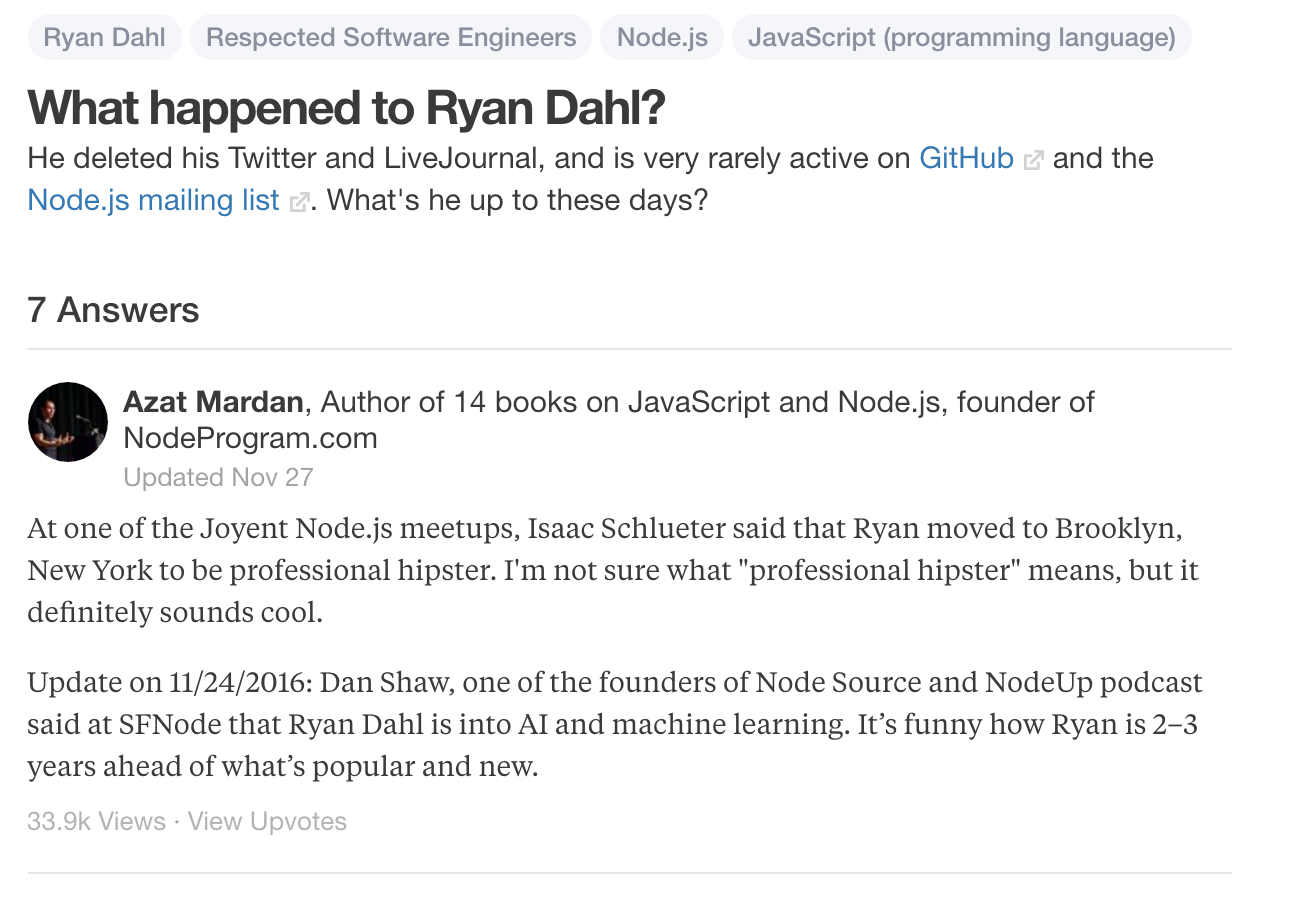 Ryan Dahl Respected Software Engineers Node.js JavaScript (programming language)
What happened to Ryan Dahl?
He deleted his Twitter and LiveJournal, and is very rarely active on GitHub and the
Node.js mailing list. What's he up to these days?
7 Answers
Azat Mardan, Author of 14 books on JavaScript and Node.js, founder of
NodeProgram.com
Updated Nov 27
At one of the Joyent Node.js meetups, Isaac Schlueter said that Ryan moved to Brooklyn,
New York to be professional hipster. I'm not sure what "professional hipster" means, but it
definitely sounds cool.
Update on 11/24/2016: Dan Shaw, one of the founders of Node Source and NodeUp podcast
said at SFNode that Ryan Dahl is into AI and machine learning. It’s funny how Ryan is 2–3
years ahead of what’s popular and new.
33.9k Views · View Upvotes